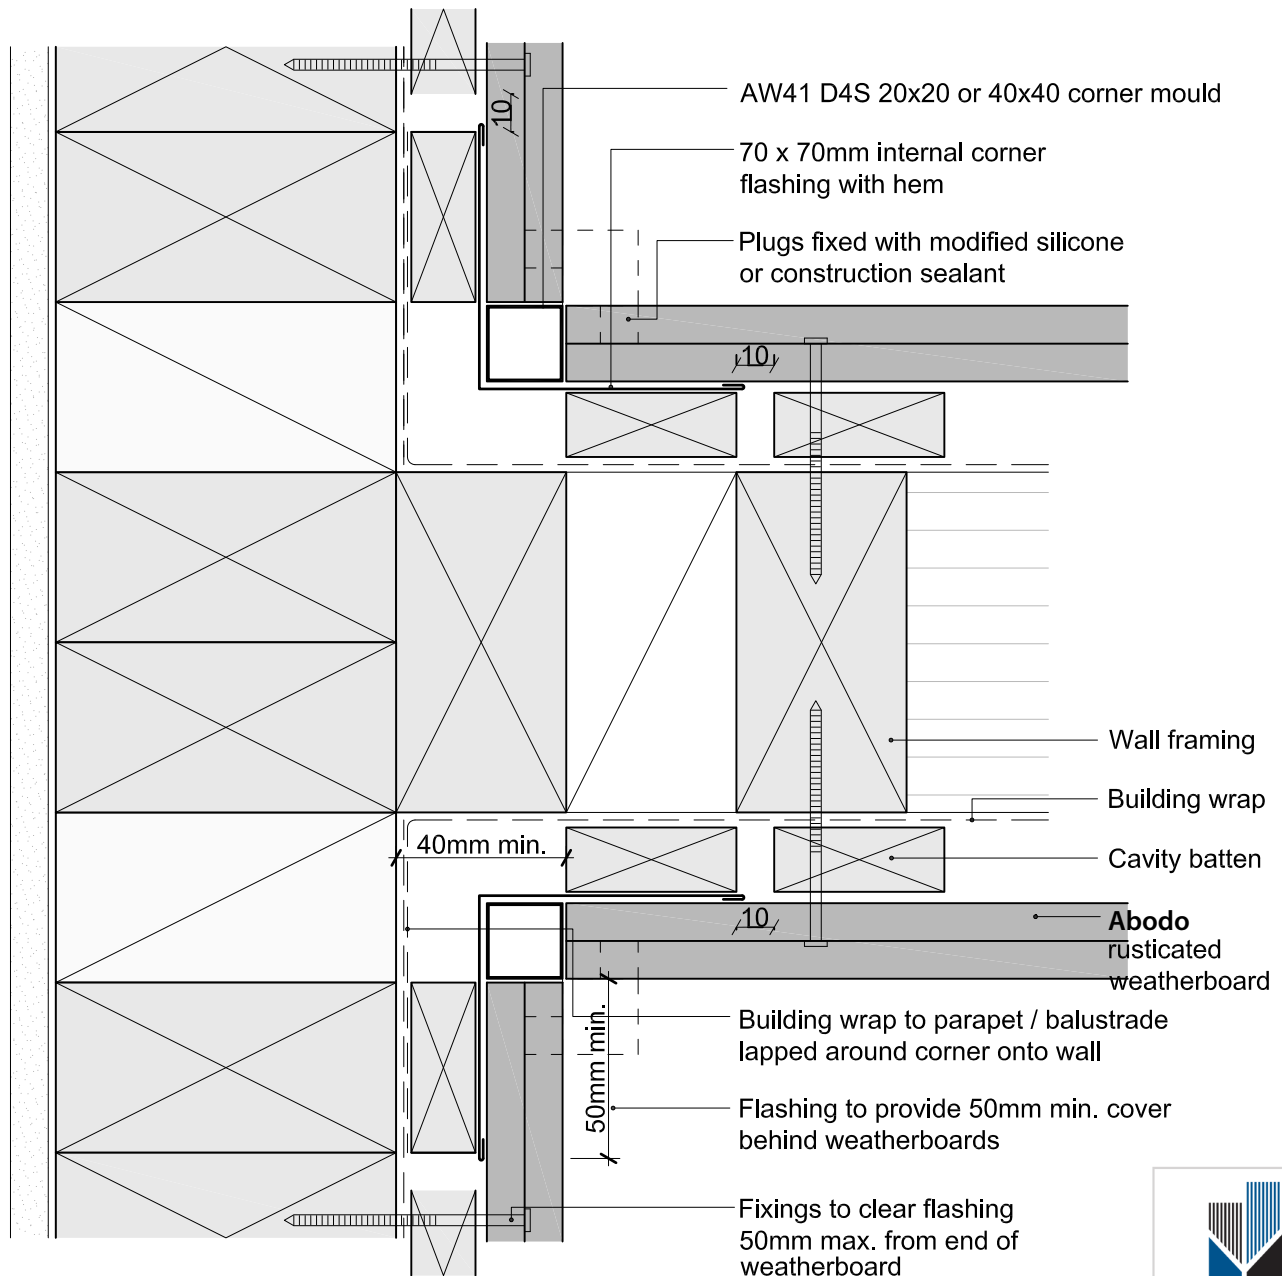 AW41 D4S 20x20 or 40x40 corner mould
10
70 x 70mm internal corner
flashing with hem
Plugs fixed with modified silicone
or construction sealant
10
Wall framing
Building wrap
40mm min.
Cavity batten
10
Abodo
rusticated
weatherboard
Building wrap to parapet / balustrade
lapped around corner onto wall
50mm min.
Flashing to provide 50mm min. cover
behind weatherboards
Fixings to clear flashing
50mm max. from end of
weatherboard